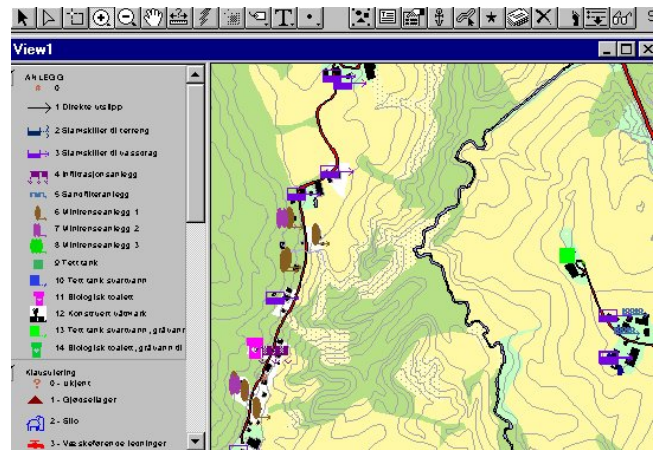 View1
ANLEGG
0
1 Direkte utslipp
2 Slamskiller til terreng
3 Slamskiller til vassdrag
4 Infiltrasjonsanlegg
5 Sandfilteranlegg
6 Minirenseanlegg 1
7 Minirenseanlegg 2
8 Minirenseanlegg 3
9 Tett tank
10 Tett tank svartvann
11 Biologisk toalett
12 Konstruert våtmark
13 Tett tank svartvann, gråvann
14 Biologisk toalett, gråvann til
Klausulering
? 0 - ukjent
1 - Gjødsellager
2 - Silo
3 - Væskeførende ledninger